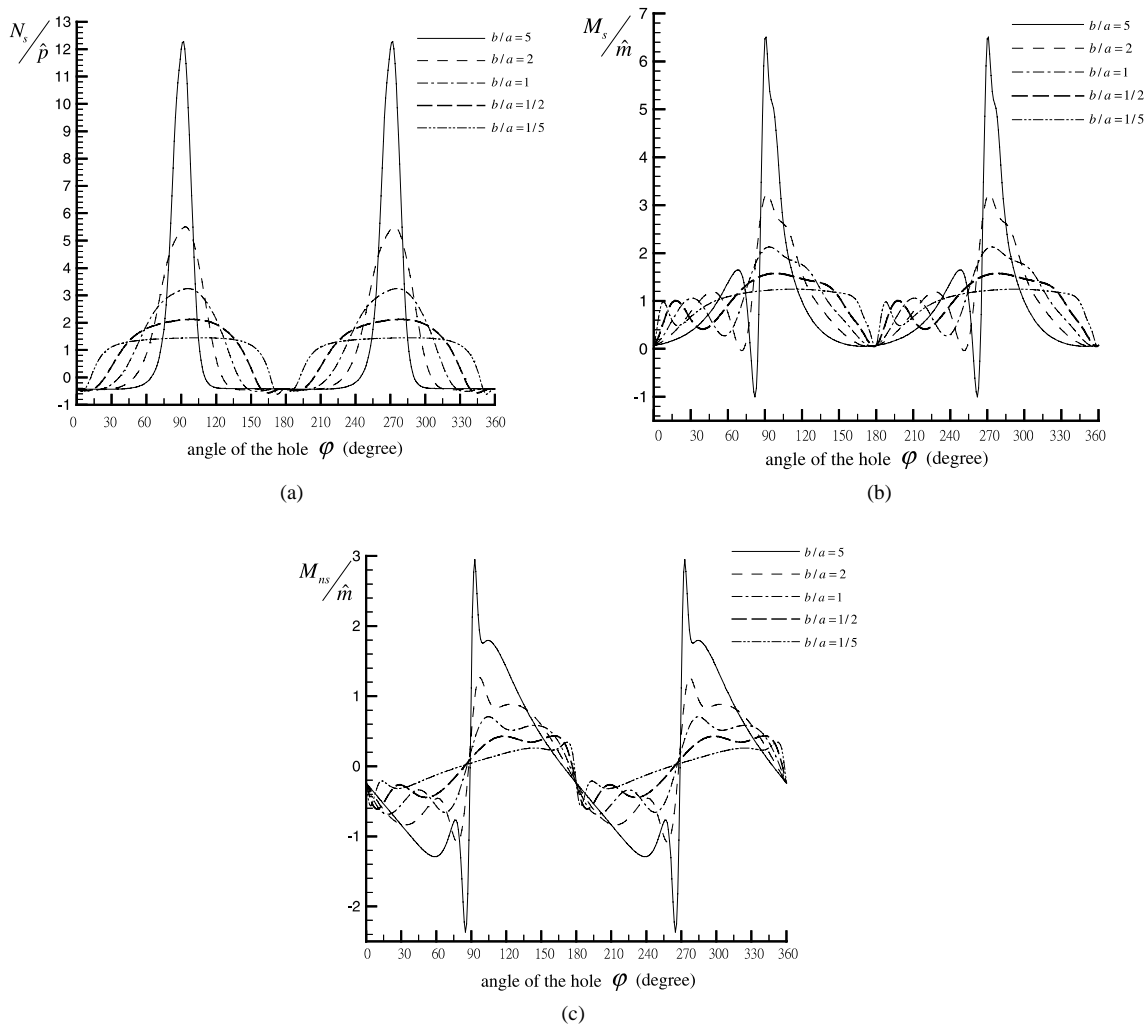 N_s / p̂
13
12
11
10
9
8
7
6
5
4
3
2
1
0
-1
0 30 60 90 120 150 180 210 240 270 300 330 360
b/a=5
b/a=2
b/a=1
b/a=1/2
b/a=1/5
angle of the hole φ (degree)
(a)
M_s / m̂
7
6
5
4
3
2
1
0
-1
0 30 60 90 120 150 180 210 240 270 300 330 360
b/a=5
b/a=2
b/a=1
b/a=1/2
b/a=1/5
angle of the hole φ (degree)
(b)
M_ns / m̂
3
2
1
0
-1
-2
0 30 60 90 120 150 180 210 240 270 300 330 360
b/a=5
b/a=2
b/a=1
b/a=1/2
b/a=1/5
angle of the hole φ (degree)
(c)